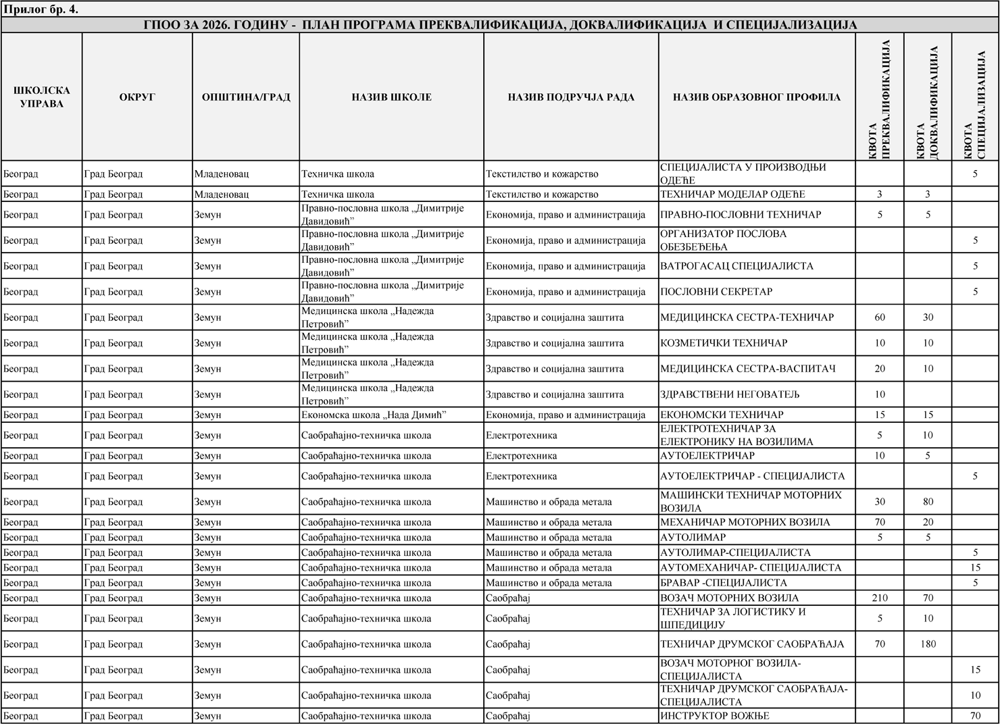 Прилог бр. 4.
ГПОО ЗА 2026. ГОДИНУ - ПЛАН ПРОГРАМА ПРЕКВАЛИФИКАЦИЈА, ДОКВАЛИФИКАЦИЈА И СПЕЦИЈАЛИЗАЦИЈА
ШКОЛСКА УПРАВА ОКРУГ ОПШТИНА/ГРАД НАЗИВ ШКОЛЕ НАЗИВ ПОДРУЧЈА РАДА НАЗИВ ОБРАЗОВНОГ ПРОФИЛА КВОТА ПРЕКВАЛИФИКАЦИЈА КВОТА ДОКВАЛИФИКАЦИЈА КВОТА СПЕЦИЈАЛИЗАЦИЈА
Београд Град Београд Младеновац Техничка школа Текстилство и кожарство СПЕЦИЈАЛИСТА У ПРОИЗВОДЊИ ОДЕЋЕ 5
Београд Град Београд Младеновац Техничка школа Текстилство и кожарство ТЕХНИЧАР МОДЕЛАР ОДЕЋЕ 3 3
Београд Град Београд Земун Правно-пословна школа „Димитрије Давидовић” Економија, право и администрација ПРАВНО-ПОСЛОВНИ ТЕХНИЧАР 5 5
Београд Град Београд Земун Правно-пословна школа „Димитрије Давидовић” Економија, право и администрација ОРГАНИЗАТОР ПОСЛОВА ОБЕЗБЕЂЕЊА 5
Београд Град Београд Земун Правно-пословна школа „Димитрије Давидовић” Економија, право и администрација ВАТРОГАСАЦ СПЕЦИЈАЛИСТА 5
Београд Град Београд Земун Правно-пословна школа „Димитрије Давидовић” Економија, право и администрација ПОСЛОВНИ СЕКРЕТАР 5
Београд Град Београд Земун Медицинска школа „Надежда Петровић” Здравство и социјална заштита МЕДИЦИНСКА СЕСТРА-ТЕХНИЧАР 60 30
Београд Град Београд Земун Медицинска школа „Надежда Петровић” Здравство и социјална заштита КОЗМЕТИЧКИ ТЕХНИЧАР 10 10
Београд Град Београд Земун Медицинска школа „Надежда Петровић” Здравство и социјална заштита МЕДИЦИНСКА СЕСТРА-ВАСПИТАЧ 20 10
Београд Град Београд Земун Медицинска школа „Надежда Петровић” Здравство и социјална заштита ЗДРАВСТВЕНИ НЕГОВАТЕЉ 10
Београд Град Београд Земун Економска школа „Нада Димић” Економија, право и администрација ЕКОНОМСКИ ТЕХНИЧАР 15 15
Београд Град Београд Земун Саобраћајно-техничка школа Електротехника ЕЛЕКТРОТЕХНИЧАР ЗА ЕЛЕКТРОНИКУ НА ВОЗИЛИМА 5 10
Београд Град Београд Земун Саобраћајно-техничка школа Електротехника АУТОЕЛЕКТРИЧАР 10 5
Београд Град Београд Земун Саобраћајно-техничка школа Електротехника АУТОЕЛЕКТРИЧАР - СПЕЦИЈАЛИСТА 5
Београд Град Београд Земун Саобраћајно-техничка школа Машинство и обрада метала МАШИНСКИ ТЕХНИЧАР МОТОРНИХ ВОЗИЛА 30 80
Београд Град Београд Земун Саобраћајно-техничка школа Машинство и обрада метала МЕХАНИЧАР МОТОРНИХ ВОЗИЛА 70 20
Београд Град Београд Земун Саобраћајно-техничка школа Машинство и обрада метала АУТОЛИМАР 5 5
Београд Град Београд Земун Саобраћајно-техничка школа Машинство и обрада метала АУТОЛИМАР-СПЕЦИЈАЛИСТА 5
Београд Град Београд Земун Саобраћајно-техничка школа Машинство и обрада метала АУТОМЕХАНИЧАР- СПЕЦИЈАЛИСТА 15
Београд Град Београд Земун Саобраћајно-техничка школа Машинство и обрада метала БРАВАР -СПЕЦИЈАЛИСТА 5
Београд Град Београд Земун Саобраћајно-техничка школа Саобраћај ВОЗАЧ МОТОРНИХ ВОЗИЛА 210 70
Београд Град Београд Земун Саобраћајно-техничка школа Саобраћај ТЕХНИЧАР ЗА ЛОГИСТИКУ И ШПЕДИЦИЈУ 5 10
Београд Град Београд Земун Саобраћајно-техничка школа Саобраћај ТЕХНИЧАР ДРУМСКОГ САОБРАЋАЈА 70 180
Београд Град Београд Земун Саобраћајно-техничка школа Саобраћај ВОЗАЧ МОТОРНОГ ВОЗИЛА-СПЕЦИЈАЛИСТА 15
Београд Град Београд Земун Саобраћајно-техничка школа Саобраћај ТЕХНИЧАР ДРУМСКОГ САОБРАЋАЈА-СПЕЦИЈАЛИСТА 10
Београд Град Београд Земун Саобраћајно-техничка школа Саобраћај ИНСТРУКТОР ВОЖЊЕ 70